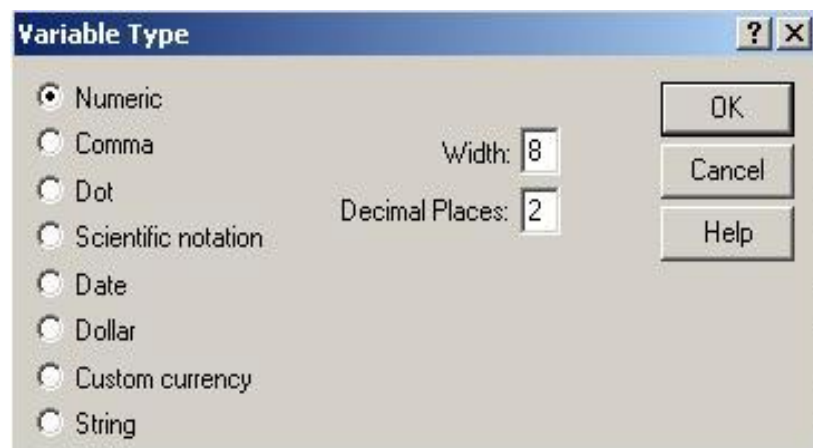 Variable Type
Numeric
Comma
Dot
Scientific notation
Date
Dollar
Custom currency
String
Width: 8
Decimal Places: 2
OK
Cancel
Help